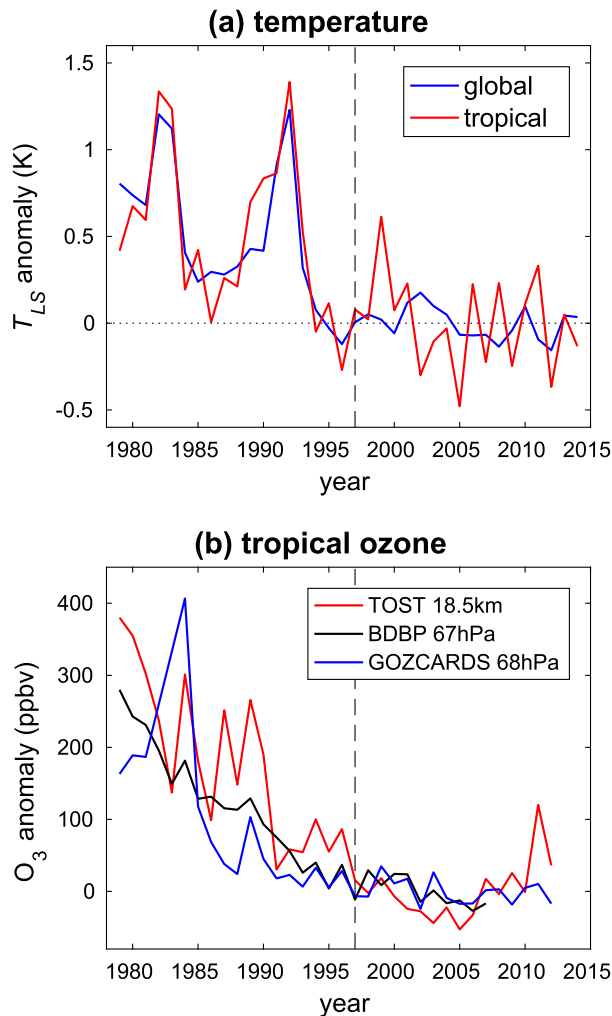 (a) temperature
1.5
1
0.5
0
-0.5
T_LS anomaly (K)
global
tropical
1980 1985 1990 1995 2000 2005 2010 2015
year
(b) tropical ozone
400
300
200
100
0
O₃ anomaly (ppbv)
TOST 18.5km
BDBP 67hPa
GOZCARDS 68hPa
1980 1985 1990 1995 2000 2005 2010 2015
year